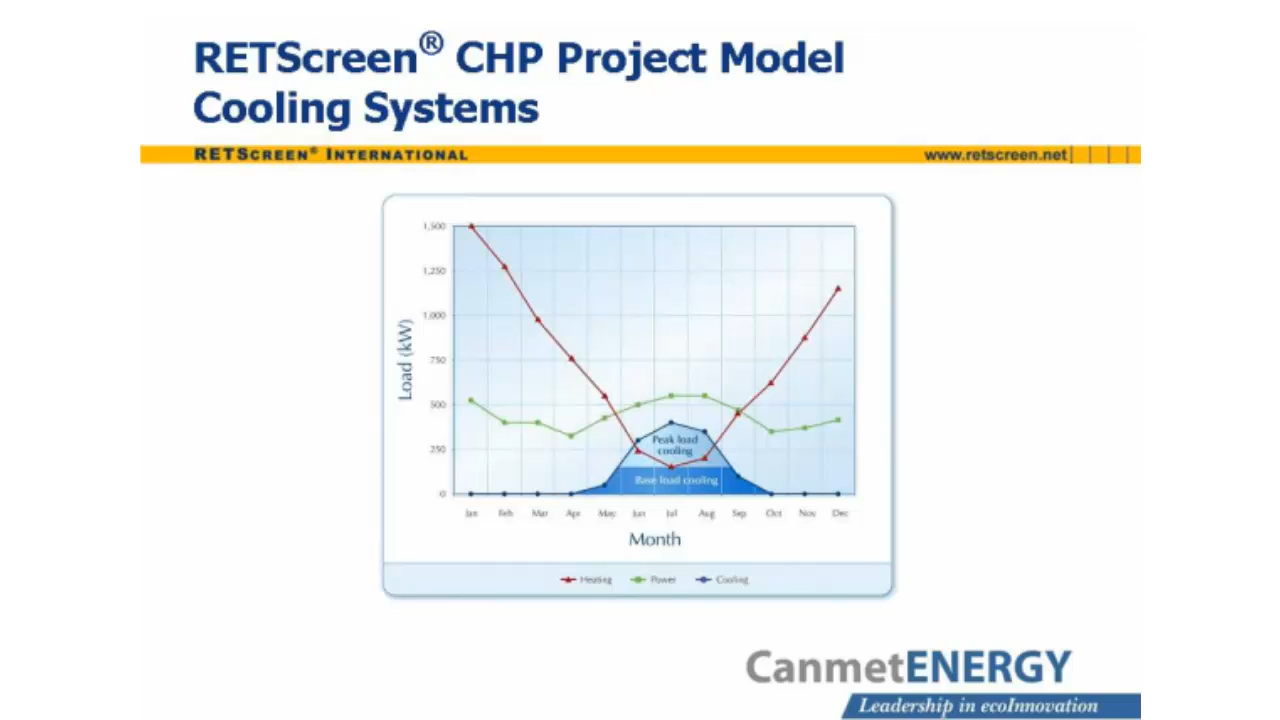 RETScreen® CHP Project Model
Cooling Systems
RETSCREEN® INTERNATIONAL
www.retscreen.net
1,500
1,250
1,000
750
500
250
0
Load (kW)
Peak load
cooling
Base load cooling
Jan Feb Mar Apr May Jun Jul Aug Sep Oct Nov Dec
Month
Heating Power Cooling
CanmetENERGY
Leadership in ecoInnovation